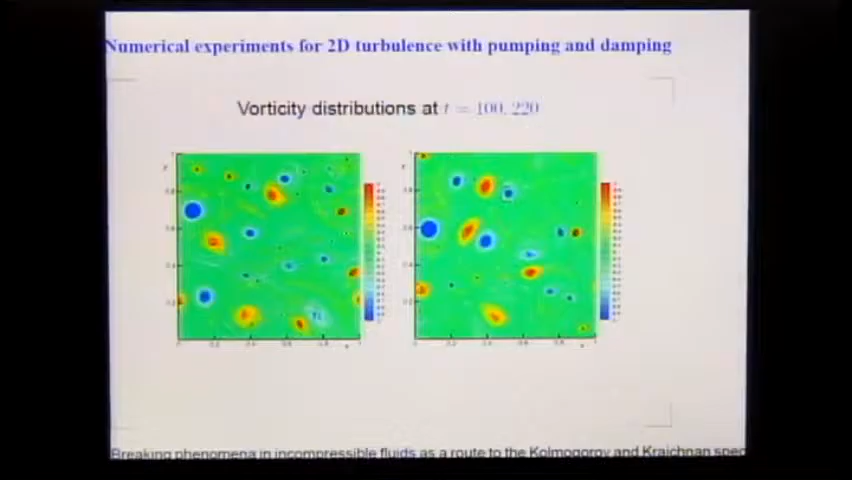 Numerical experiments for 2D turbulence with pumping and damping
Vorticity distributions at t = 100, 220
Breaking phenomena in incompressible fluids as a route to the Kolmogorov and Kraichnan spec